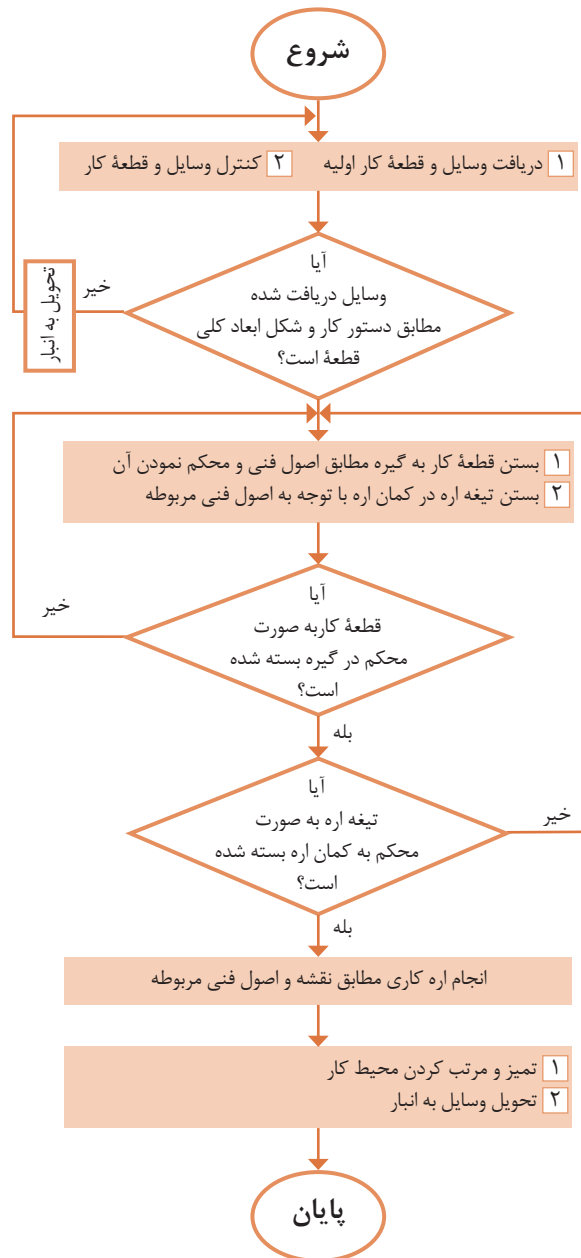 شروع
۱ دریافت وسایل و قطعهٔ کار اولیه ۲ کنترل وسایل و قطعهٔ کار
آیا
وسایل دریافت شده
مطابق دستور کار و شکل ابعاد کلی
قطعهٔ است؟
خیر
تحویل به انبار
۱ بستن قطعهٔ کار به گیره مطابق اصول فنی و محکم نمودن آن
۲ بستن تیغه اره در کمان اره با توجه به اصول فنی مربوطه
آیا
قطعهٔ کاربه صورت
محکم در گیره بسته شده
است؟
خیر
بله
آیا
تیغه اره به صورت
محکم به کمان اره بسته شده
است؟
خیر
بله
انجام اره کاری مطابق نقشه و اصول فنی مربوطه
۱ تمیز و مرتب کردن محیط کار
۲ تحویل وسایل به انبار
پایان